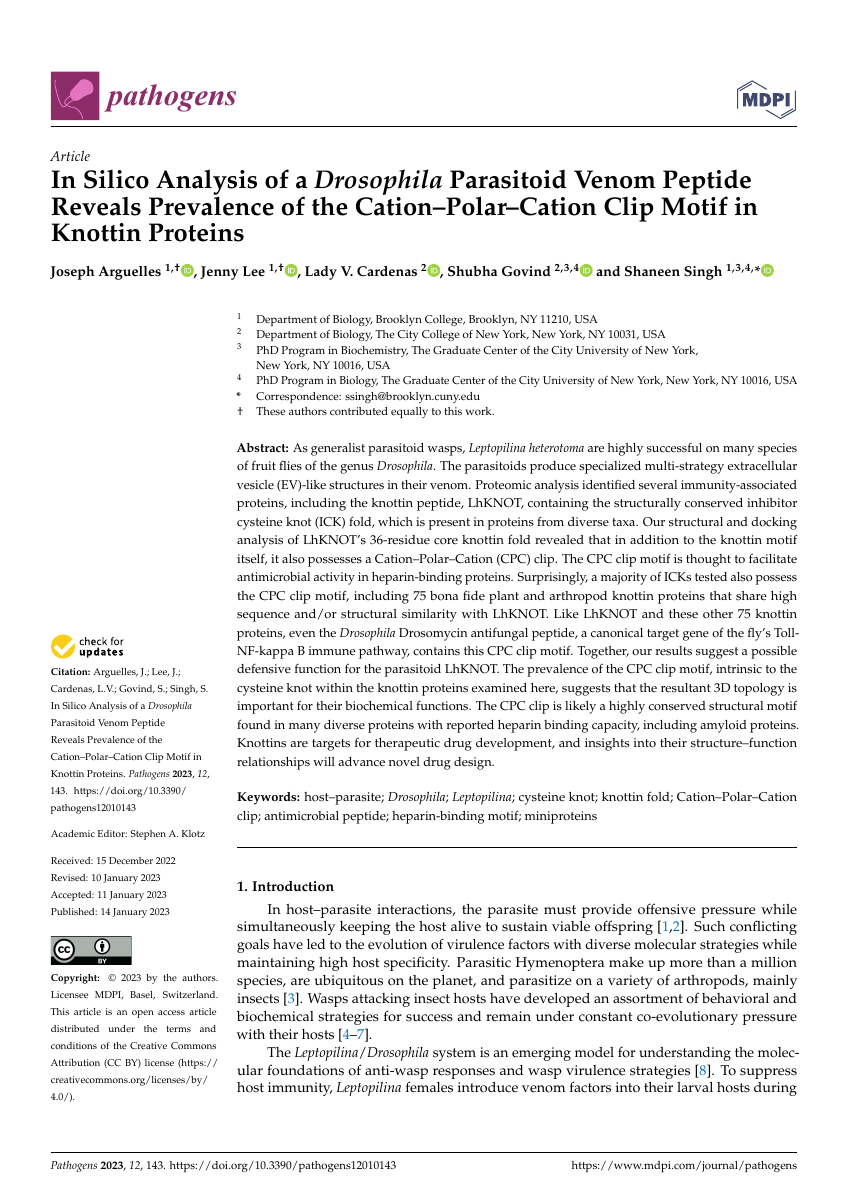 pathogens
MDPI
Article
In Silico Analysis of a Drosophila Parasitoid Venom Peptide
Reveals Prevalence of the Cation–Polar–Cation Clip Motif in
Knottin Proteins
Joseph Arguelles 1,†, Jenny Lee 1,†, Lady V. Cardenas 2, Shubha Govind 2,3,4 and Shaneen Singh 1,3,4,*
1 Department of Biology, Brooklyn College, Brooklyn, NY 11210, USA
2 Department of Biology, The City College of New York, New York, NY 10031, USA
3 PhD Program in Biochemistry, The Graduate Center of the City University of New York,
New York, NY 10016, USA
4 PhD Program in Biology, The Graduate Center of the City University of New York, New York, NY 10016, USA
* Correspondence: ssingh@brooklyn.cuny.edu
† These authors contributed equally to this work.
Abstract: As generalist parasitoid wasps, Leptopilina heterotoma are highly successful on many species
of fruit flies of the genus Drosophila. The parasitoids produce specialized multi-strategy extracellular
vesicle (EV)-like structures in their venom. Proteomic analysis identified several immunity-associated
proteins, including the knottin peptide, LhKNOT, containing the structurally conserved inhibitor
cysteine knot (ICK) fold, which is present in proteins from diverse taxa. Our structural and docking
analysis of LhKNOT's 36-residue core knottin fold revealed that in addition to the knottin motif
itself, it also possesses a Cation–Polar–Cation (CPC) clip. The CPC clip motif is thought to facilitate
antimicrobial activity in heparin-binding proteins. Surprisingly, a majority of ICKs tested also possess
the CPC clip motif, including 75 bona fide plant and arthropod knottin proteins that share high
sequence and/or structural similarity with LhKNOT. Like LhKNOT and these other 75 knottin
proteins, even the Drosophila Drosomycin antifungal peptide, a canonical target gene of the fly's Toll-
NF-kappa B immune pathway, contains this CPC clip motif. Together, our results suggest a possible
defensive function for the parasitoid LhKNOT. The prevalence of the CPC clip motif, intrinsic to the
cysteine knot within the knottin proteins examined here, suggests that the resultant 3D topology is
important for their biochemical functions. The CPC clip is likely a highly conserved structural motif
found in many diverse proteins with reported heparin binding capacity, including amyloid proteins.
Knottins are targets for therapeutic drug development, and insights into their structure–function
relationships will advance novel drug design.
Keywords: host–parasite; Drosophila; Leptopilina; cysteine knot; knottin fold; Cation–Polar–Cation
clip; antimicrobial peptide; heparin-binding motif; miniproteins
check for
updates
Citation: Arguelles, J.; Lee, J.;
Cardenas, L.V.; Govind, S.; Singh, S.
In Silico Analysis of a Drosophila
Parasitoid Venom Peptide
Reveals Prevalence of the
Cation–Polar–Cation Clip Motif in
Knottin Proteins. Pathogens 2023, 12,
143. https://doi.org/10.3390/
pathogens12010143
Academic Editor: Stephen A. Klotz
Received: 15 December 2022
Revised: 10 January 2023
Accepted: 11 January 2023
Published: 14 January 2023
CC BY
Copyright: © 2023 by the authors.
Licensee MDPI, Basel, Switzerland.
This article is an open access article
distributed under the terms and
conditions of the Creative Commons
Attribution (CC BY) license (https://
creativecommons.org/licenses/by/
4.0/).
1. Introduction
In host–parasite interactions, the parasite must provide offensive pressure while
simultaneously keeping the host alive to sustain viable offspring [1,2]. Such conflicting
goals have led to the evolution of virulence factors with diverse molecular strategies while
maintaining high host specificity. Parasitic Hymenoptera make up more than a million
species, are ubiquitous on the planet, and parasitize on a variety of arthropods, mainly
insects [3]. Wasps attacking insect hosts have developed an assortment of behavioral and
biochemical strategies for success and remain under constant co-evolutionary pressure
with their hosts [4–7].
The Leptopilina/Drosophila system is an emerging model for understanding the molec-
ular foundations of anti-wasp responses and wasp virulence strategies [8]. To suppress
host immunity, Leptopilina females introduce venom factors into their larval hosts during
Pathogens 2023, 12, 143. https://doi.org/10.3390/pathogens12010143
https://www.mdpi.com/journal/pathogens